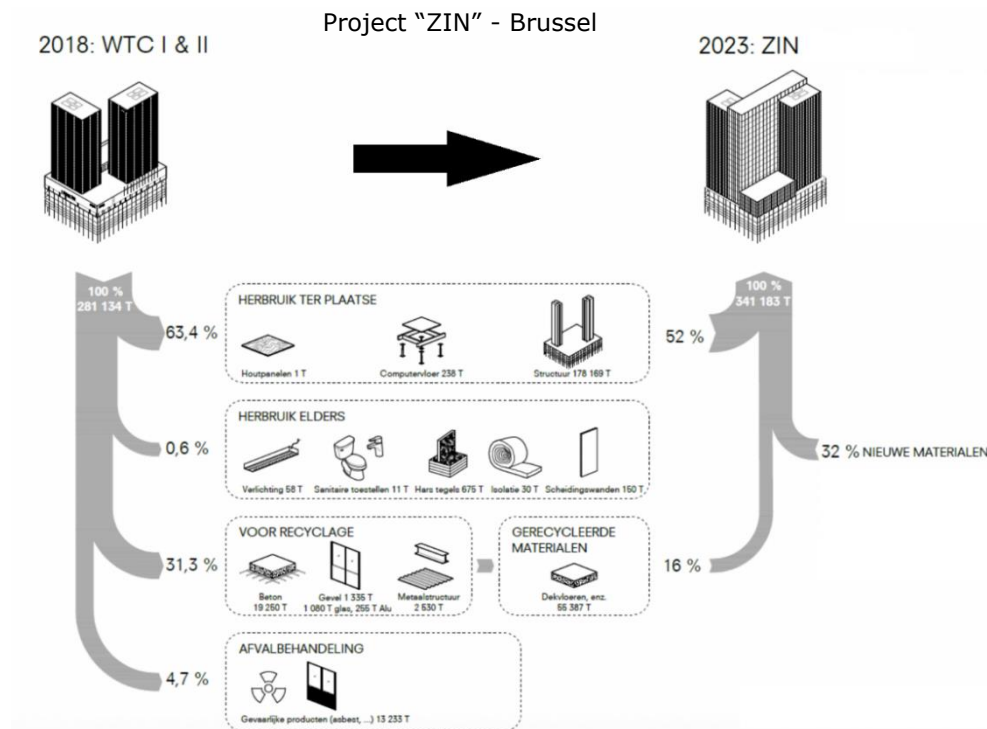 Project “ZIN” - Brussel
2018: WTC I & II
2023: ZIN
100 %
281 134 T
63,4 %
HERBRUIK TER PLAATSE
Houtpanelen 1 T
Computervloer 238 T
Structuur 178 169 T
52 %
100 %
341 183 T
0,6 %
HERBRUIK ELDERS
Verlichting 58 T
Sanitaire toestellen 11 T
Hars tegels 675 T
Isolatie 30 T
Scheidingswanden 150 T
32 % NIEUWE MATERIALEN
31,3 %
VOOR RECYCLAGE
Beton
19 250 T
Gevel 1 335 T
1 080 T glas, 255 T Alu
Metaalstructuur
2 530 T
GERECYCLEERDE
MATERIALEN
Dekvloeren, enz.
55 387 T
16 %
4,7 %
AFVALBEHANDELING
Gevaarlijke producten (asbest, ...) 13 233 T